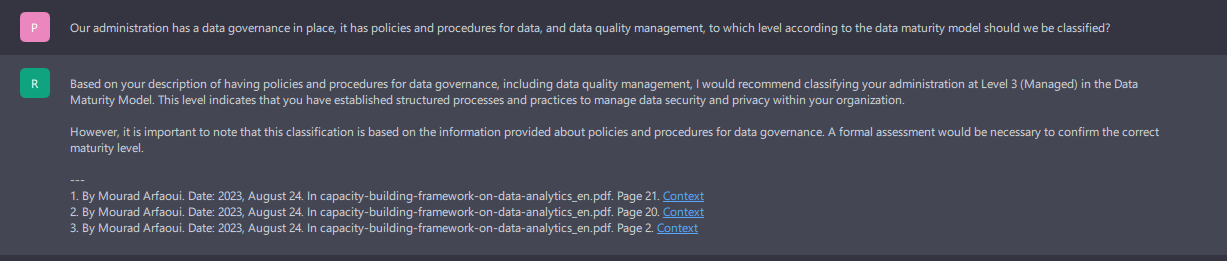 P
Our administration has a data governance in place, it has policies and procedures for data, and data quality management, to which level according to the data maturity model should we be classified?
R
Based on your description of having policies and procedures for data governance, including data quality management, I would recommend classifying your administration at Level 3 (Managed) in the Data
Maturity Model. This level indicates that you have established structured processes and practices to manage data security and privacy within your organization.
However, it is important to note that this classification is based on the information provided about policies and procedures for data governance. A formal assessment would be necessary to confirm the correct
maturity level.
---
1. By Mourad Arfaoui. Date: 2023, August 24. In capacity-building-framework-on-data-analytics_en.pdf. Page 21. Context
2. By Mourad Arfaoui. Date: 2023, August 24. In capacity-building-framework-on-data-analytics_en.pdf. Page 20. Context
3. By Mourad Arfaoui. Date: 2023, August 24. In capacity-building-framework-on-data-analytics_en.pdf. Page 2. Context